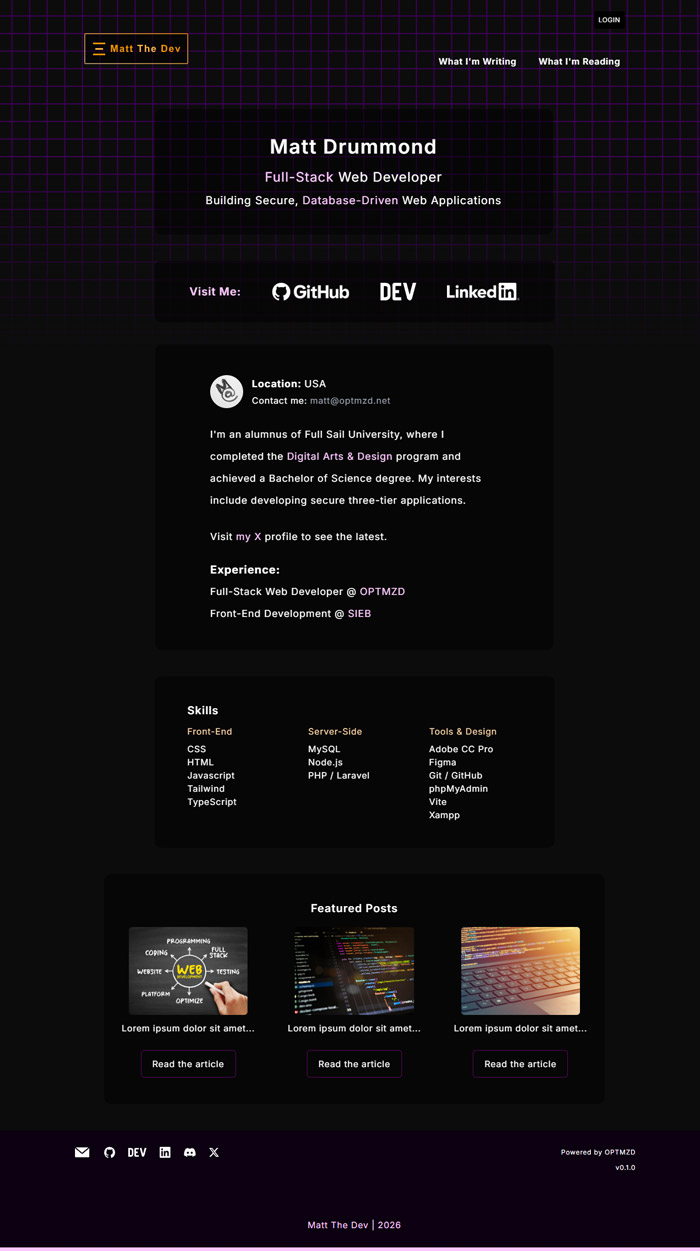 LOGIN
Matt The Dev
What I'm Writing
What I'm Reading
Matt Drummond
Full-Stack Web Developer
Building Secure, Database-Driven Web Applications
Visit Me:
GitHub
DEV
Linked in
Location: USA
Contact me: matt@optmzd.net
I'm an alumnus of Full Sail University, where I
completed the Digital Arts & Design program and
achieved a Bachelor of Science degree. My interests
include developing secure three-tier applications.
Visit my X profile to see the latest.
Experience:
Full-Stack Web Developer @ OPTMZD
Front-End Development @ SIEB
Skills
Front-End
CSS
HTML
Javascript
Tailwind
TypeScript
Server-Side
MySQL
Node.js
PHP / Laravel
Tools & Design
Adobe CC Pro
Figma
Git / GitHub
phpMyAdmin
Vite
Xampp
Featured Posts
PROGRAMMING
CODING
FULL
STACK
WEBSITE
WEB
DEVELOPMENT
TESTING
PLATFORM
OPTIMIZE
Lorem ipsum dolor sit amet...
Read the article
Lorem ipsum dolor sit amet...
Read the article
Lorem ipsum dolor sit amet...
Read the article
DEV
in
Powered by OPTMZD
v0.1.0
Matt The Dev | 2026